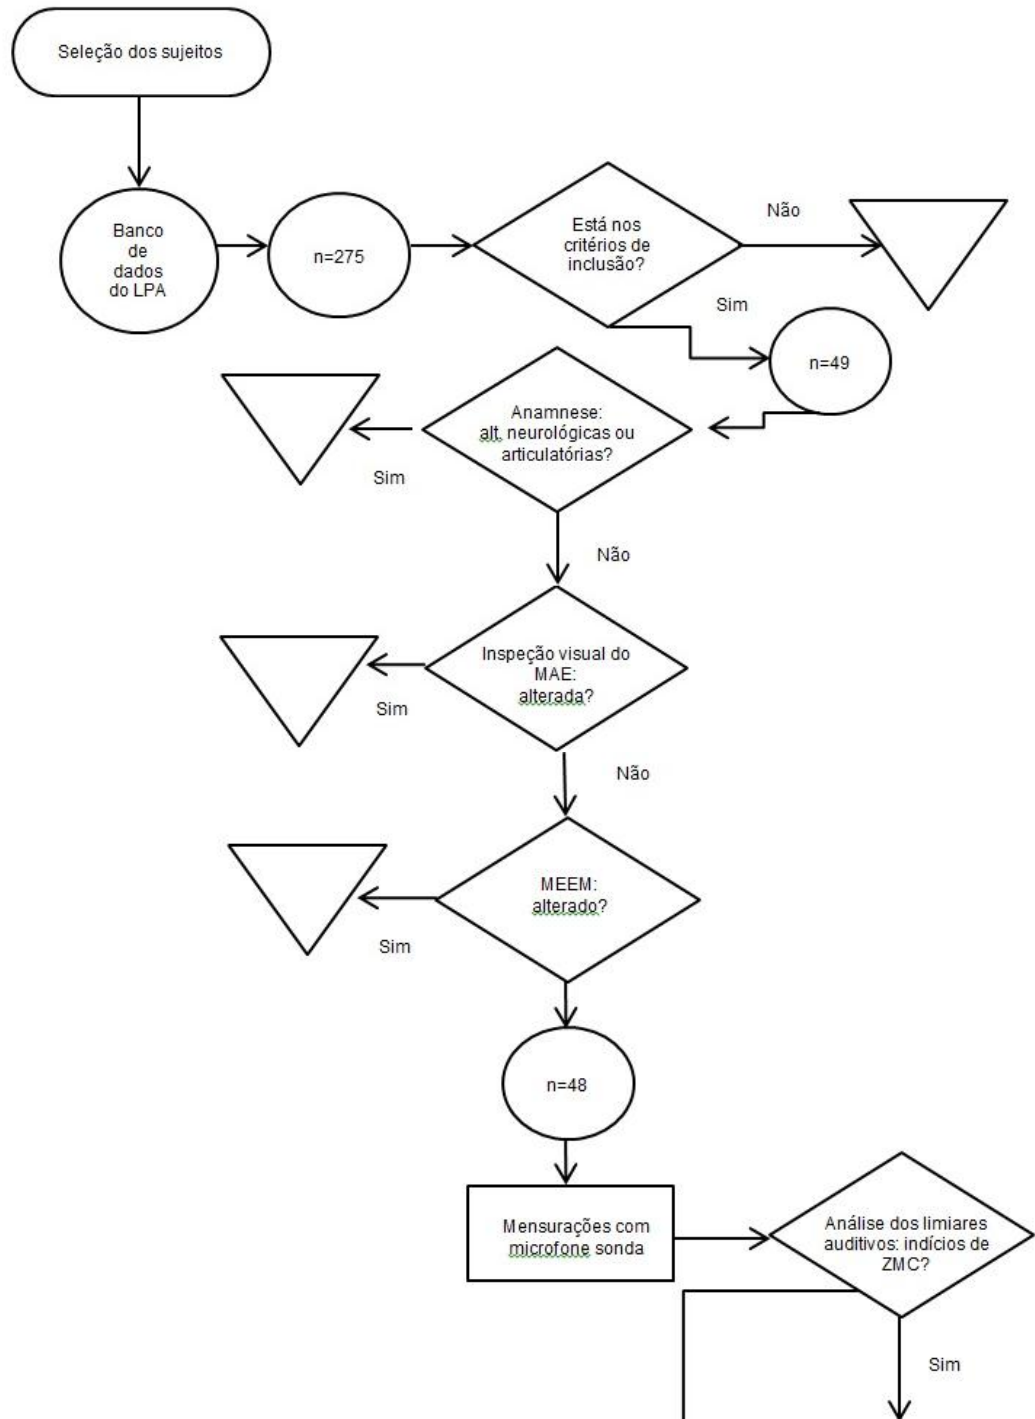 Seleção dos sujeitos
Banco
de
dados
do LPA
n=275
Está nos
critérios de
inclusão?
Não
Sim
n=49
Anamnese:
alt. neurológicas ou
articulatórias?
Sim
Não
Inspeção visual do
MAE:
alterada?
Sim
Não
MEEM:
alterado?
Sim
n=48
Mensurações com
microfone sonda
Análise dos limiares
auditivos: indícios de
ZMC?
Sim